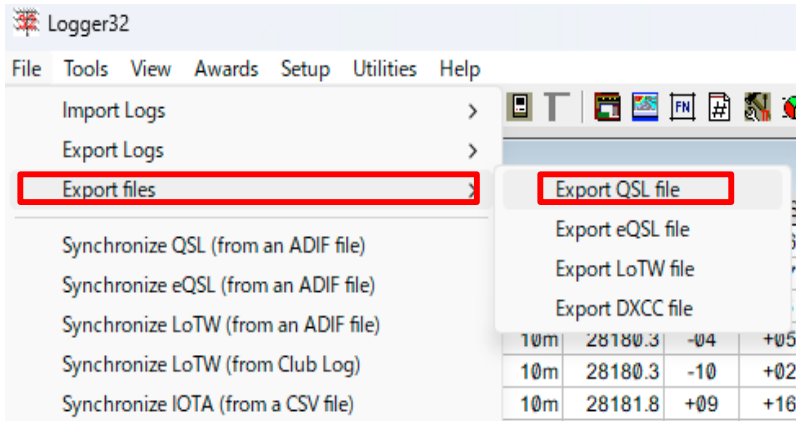 Logger32
File Tools View Awards Setup Utilities Help
Import Logs
FN #
Export Logs
Export files
Export QSL file
Export eQSL file
Export LoTW file
Export DXCC file
Synchronize QSL (from an ADIF file)
Synchronize eQSL (from an ADIF file)
Synchronize LoTW (from an ADIF file)
10m 28180.3 -04 +05
Synchronize LoTW (from Club Log)
10m 28180.3 -10 +02
Synchronize IOTA (from a CSV file)
10m 28181.8 +09 +16